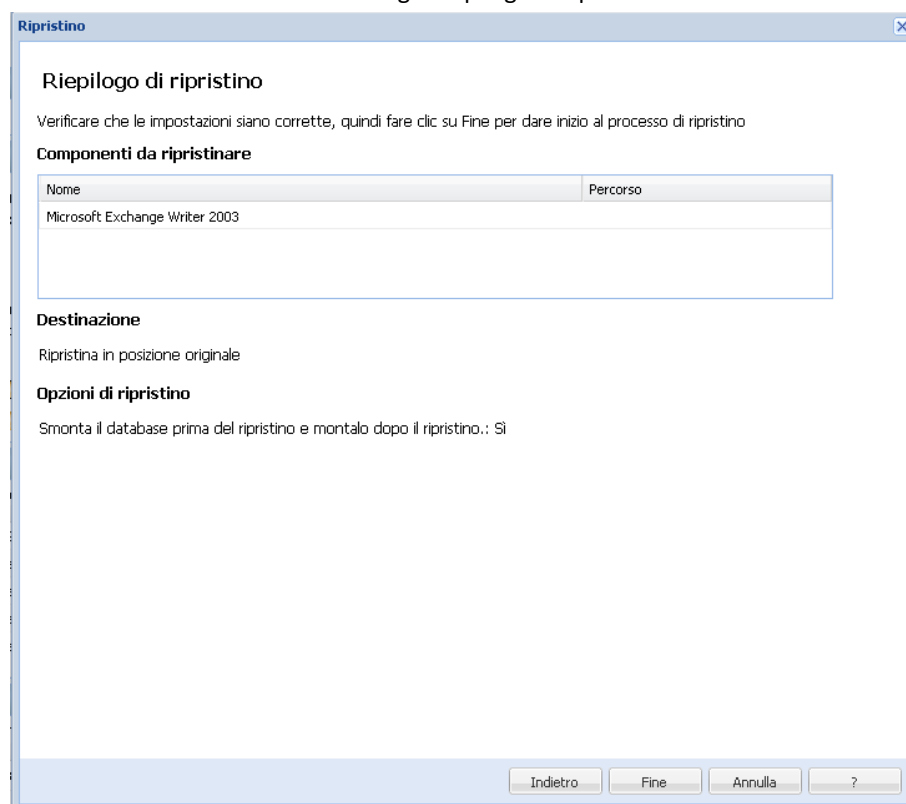 Ripristino
Riepilogo di ripristino
Verificare che le impostazioni siano corrette, quindi fare clic su Fine per dare inizio al processo di ripristino
Componenti da ripristinare
Nome Percorso
Microsoft Exchange Writer 2003
Destinazione
Ripristina in posizione originale
Opzioni di ripristino
Smonta il database prima del ripristino e montalo dopo il ripristino.: Sì
Indietro Fine Annulla ?